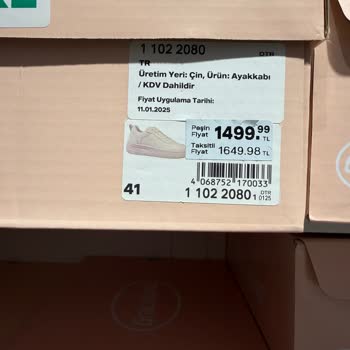 1 102 2080 DTR
TR
Üretim Yeri: Çin, Ürün: Ayakkabı
/ KDV Dahildir
Fiyat Uygulama Tarihi:
11.01.2025
Peşin
Fiyat 1499.99 TL
Taksitli
Fiyat 1649.98 TL
4 068752 170033
41 1 102 2080 1 DTR
0125